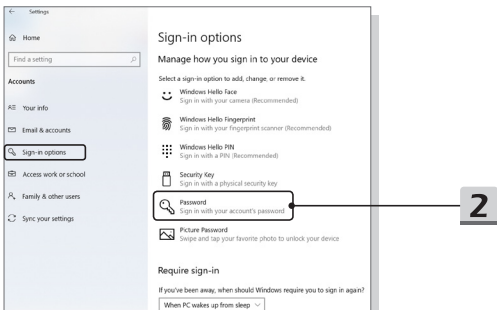 ← Settings
Home
Find a setting
Accounts
Your info
Email & accounts
Sign-in options
Access work or school
Family & other users
Sync your settings
Sign-in options
Manage how you sign in to your device
Select a sign-in option to add, change, or remove it.
Windows Hello Face
Sign in with your camera (Recommended)
Windows Hello Fingerprint
Sign in with your fingerprint scanner (Recommended)
Windows Hello PIN
Sign in with a PIN (Recommended)
Security Key
Sign in with a physical security key
Password
Sign in with your account's password
2
Picture Password
Swipe and tap your favorite photo to unlock your device
Require sign-in
If you've been away, when should Windows require you to sign in again?
When PC wakes up from sleep